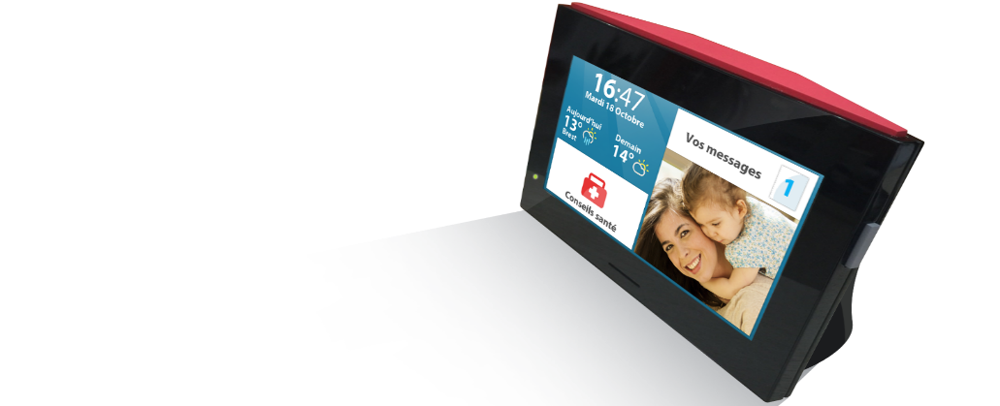 16:47
Mardi 18 Octobre
Aujourd'hui
13°
Brest
Demain
14°
Conseils santé
Vos messages
1